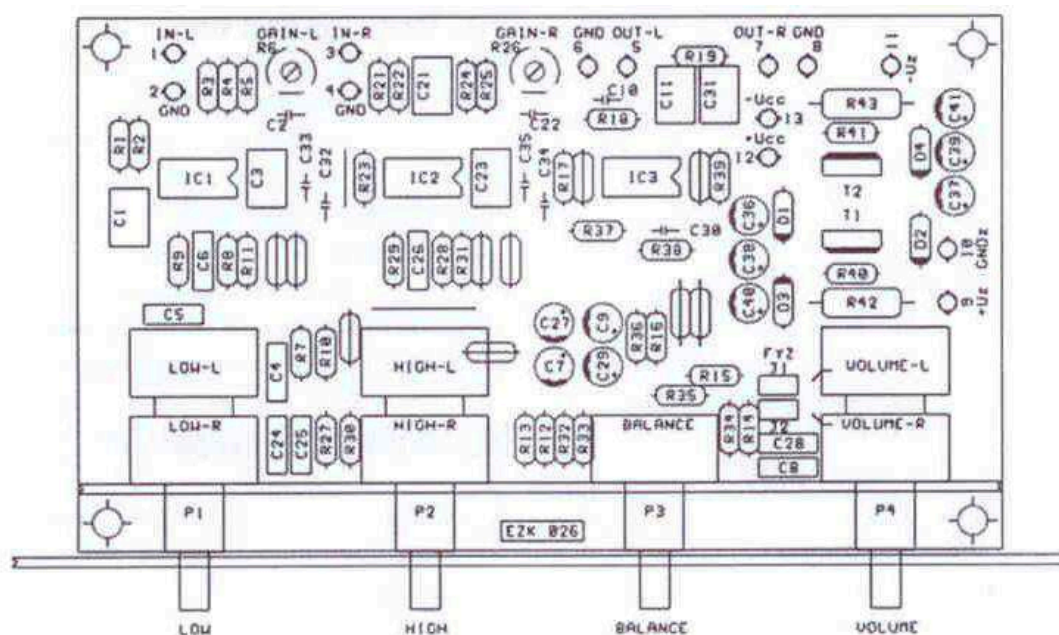 IN-L
GAIN-L
IN-R
GAIN-R
GND OUT-L
OUT-R GND
1
R6
3
R26
6
5
7
8
11
-Uz
2
GND
R3
R4
R5
4
GND
R21
R22
C21
R24
R25
C10
R18
C11
C31
R19
-Ucc
13
+Ucc
12
R43
R41
C41
C39
C37
D4
C2
C33
C32
C22
C35
C34
R1
R2
IC1
C3
R23
IC2
C23
R17
IC3
R39
T2
T1
C1
R9
C6
R8
R11
R29
C26
R28
R31
R37
R38
C30
C36
C38
C40
D1
D3
D2
10
GNDz
R40
R42
9
+Uz
C5
LOW-L
C4
R7
R10
HIGH-L
C27
C9
C7
C29
R36
R16
R15
R35
FYZ
J1
J2
VOLUME-L
LOW-R
C24
C25
R27
R30
HIGH-R
R13
R12
R32
R33
BALANCE
R34
R14
C28
C8
VOLUME-R
P1
P2
EZK 026
P3
P4
LOW
HIGH
BALANCE
VOLUME